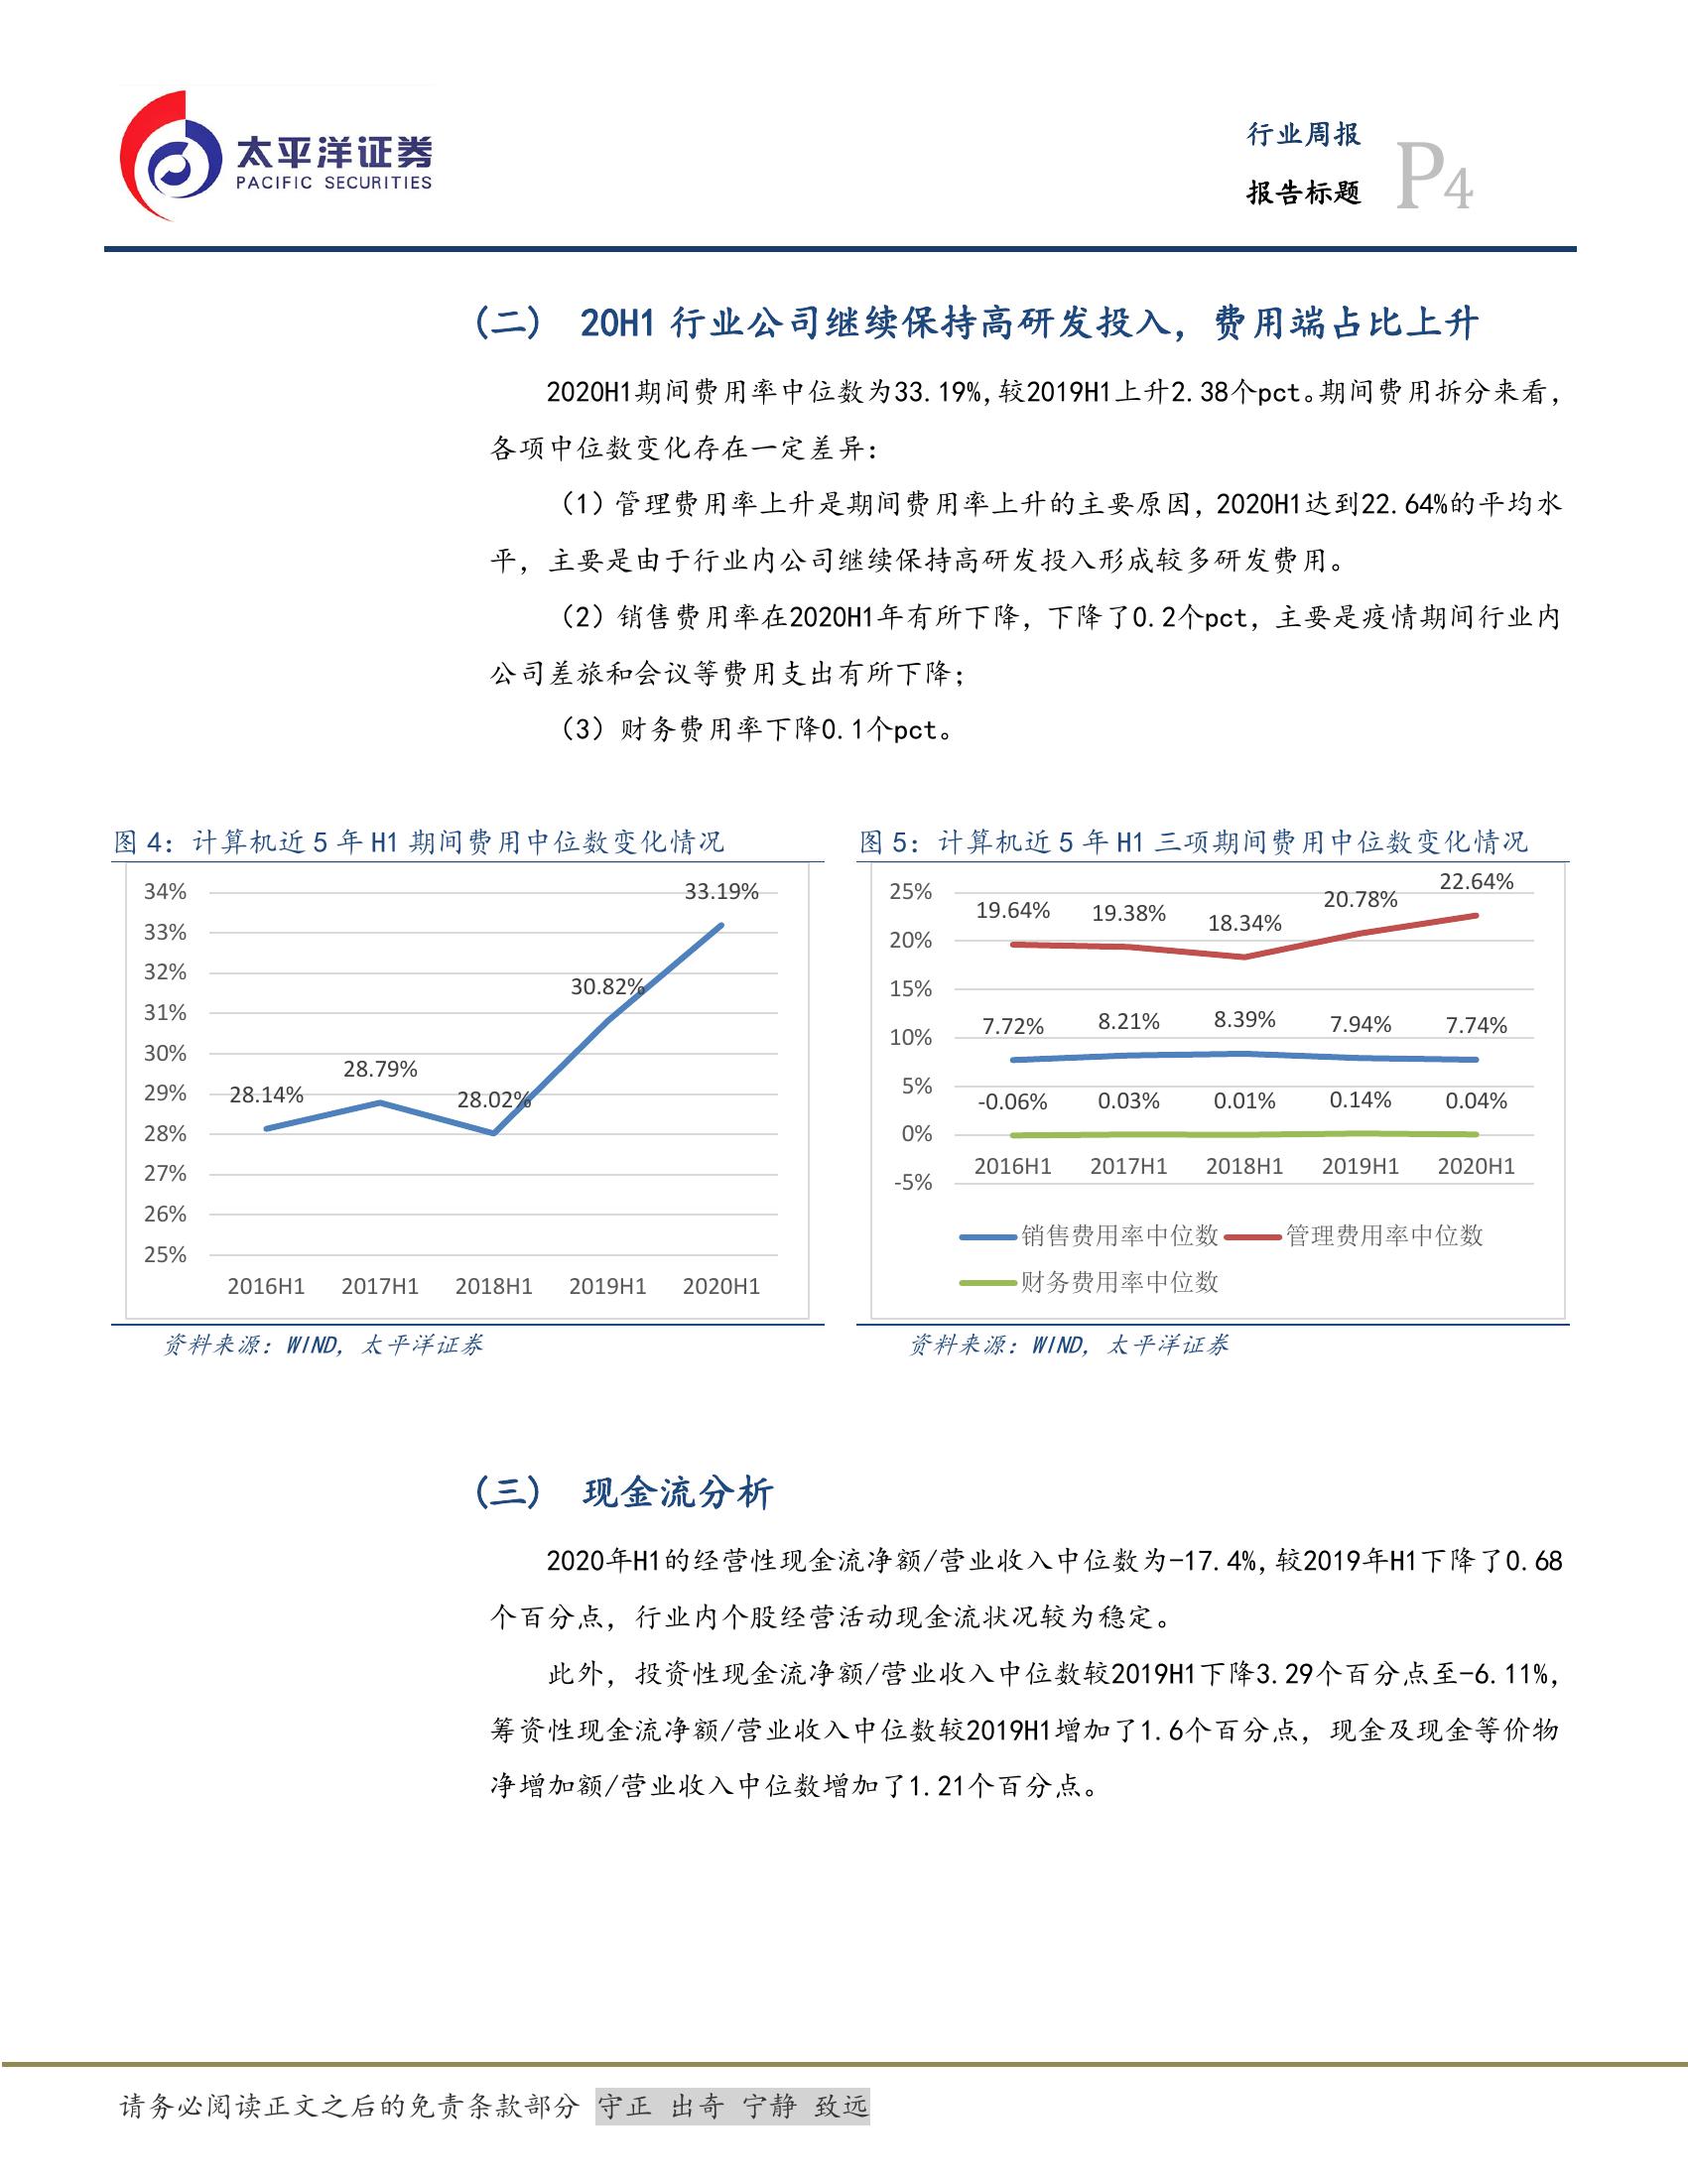 太平洋证券
PACIFIC SECURITIES
行业周报
报告标题
P4
(二) 20H1 行业公司继续保持高研发投入，费用端占比上升
2020H1期间费用率中位数为33.19%,较2019H1上升2.38个pct。期间费用拆分来看，
各项中位数变化存在一定差异：
（1）管理费用率上升是期间费用率上升的主要原因，2020H1达到22.64%的平均水
平，主要是由于行业内公司继续保持高研发投入形成较多研发费用。
（2）销售费用率在2020H1年有所下降，下降了0.2个pct，主要是疫情期间行业内
公司差旅和会议等费用支出有所下降；
（3）财务费用率下降0.1个pct。
图 4：计算机近 5 年 H1 期间费用中位数变化情况
34%
33%
32%
31%
30%
29%
28%
27%
26%
25%
28.14%
28.79%
28.02%
30.82%
33.19%
2016H1 2017H1 2018H1 2019H1 2020H1
资料来源：WIND，太平洋证券
图 5：计算机近 5 年 H1 三项期间费用中位数变化情况
25%
20%
15%
10%
5%
0%
-5%
19.64% 19.38% 18.34% 20.78% 22.64%
7.72% 8.21% 8.39% 7.94% 7.74%
-0.06% 0.03% 0.01% 0.14% 0.04%
2016H1 2017H1 2018H1 2019H1 2020H1
销售费用率中位数 管理费用率中位数
财务费用率中位数
资料来源：WIND，太平洋证券
(三) 现金流分析
2020年H1的经营性现金流净额/营业收入中位数为-17.4%,较2019年H1下降了0.68
个百分点，行业内个股经营活动现金流状况较为稳定。
此外，投资性现金流净额/营业收入中位数较2019H1下降3.29个百分点至-6.11%,
筹资性现金流净额/营业收入中位数较2019H1增加了1.6个百分点，现金及现金等价物
净增加额/营业收入中位数增加了1.21个百分点。
请务必阅读正文之后的免责条款部分 守正 出奇 宁静 致远